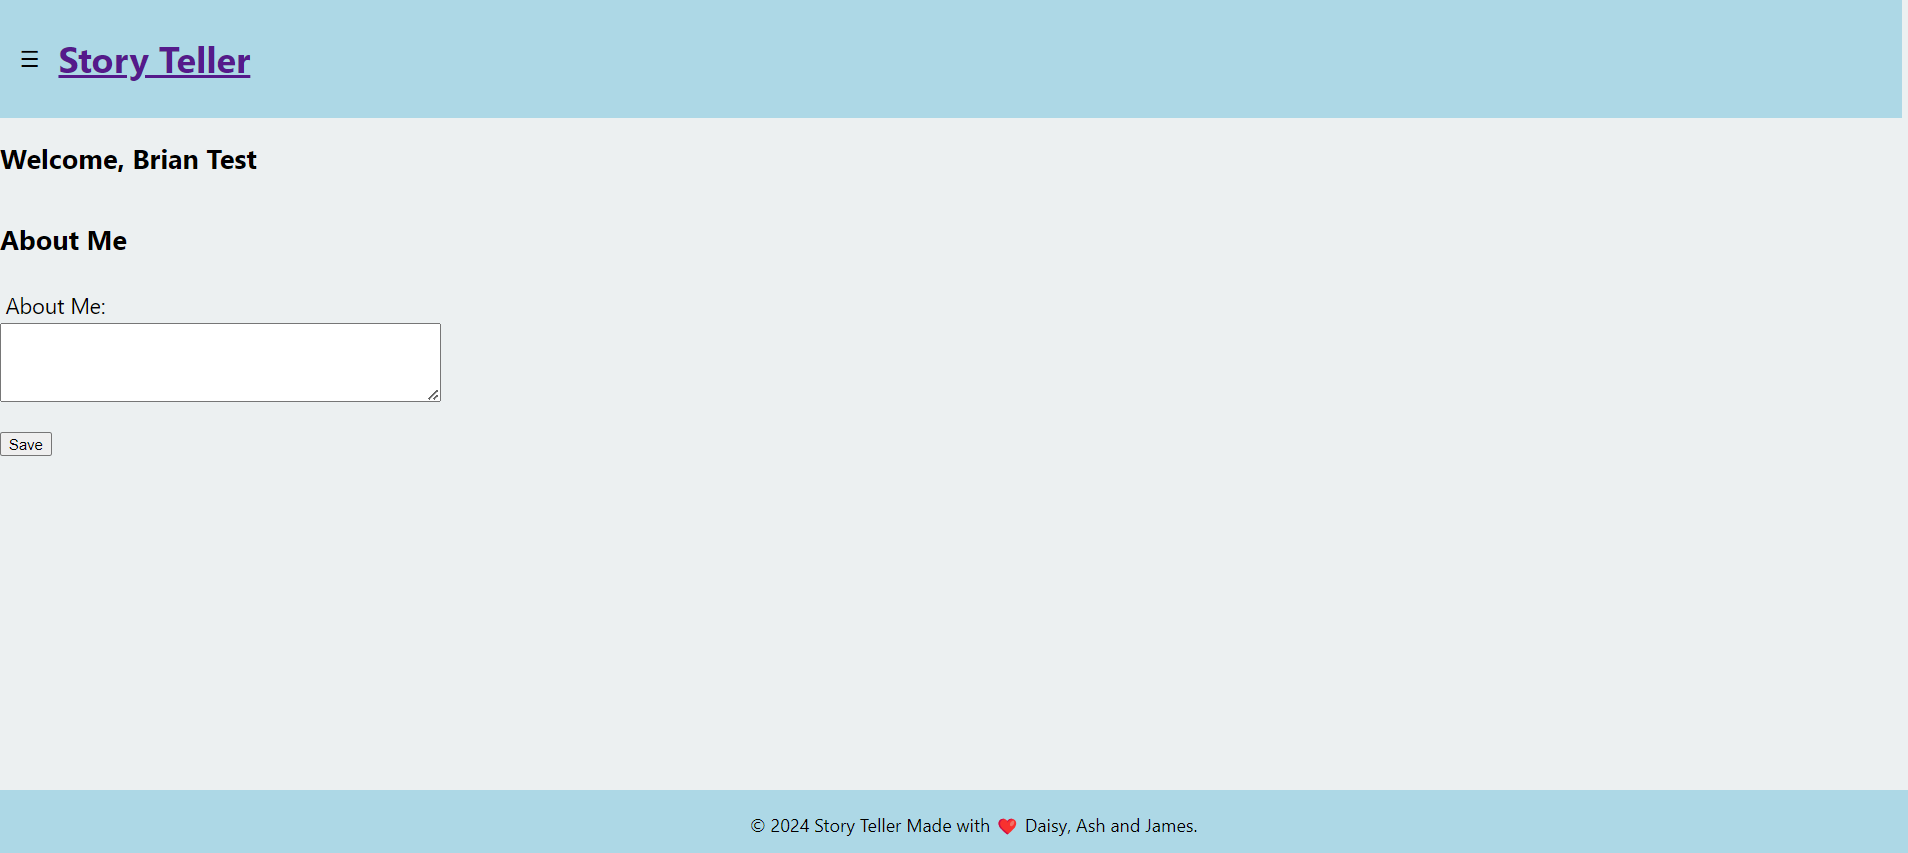 ☰ Story Teller
Welcome, Brian Test
About Me
About Me:
Save
© 2024 Story Teller Made with ❤️ Daisy, Ash and James.